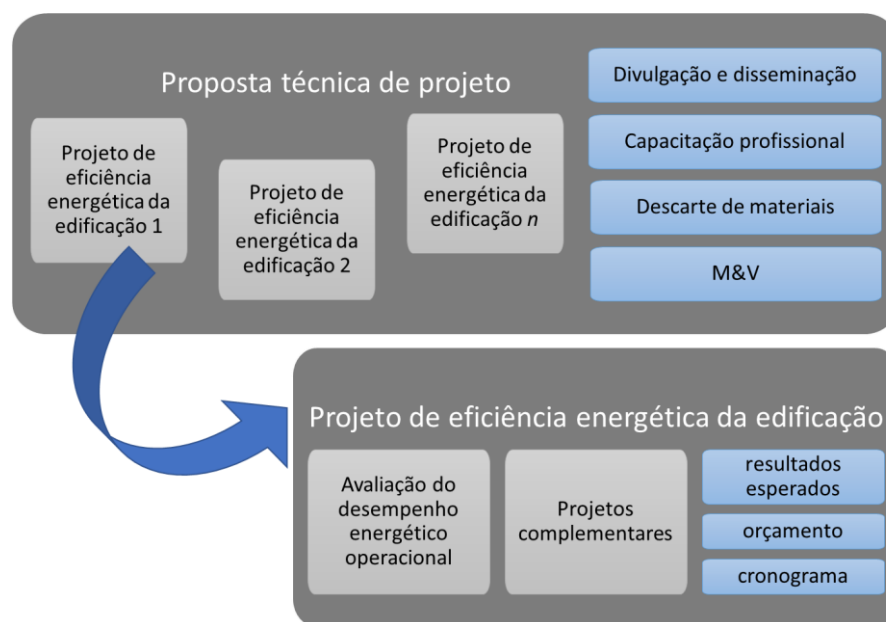 Proposta técnica de projeto
Projeto de
eficiência
energética da
edificação 1
Projeto de
eficiência
energética da
edificação 2
Projeto de
eficiência
energética da
edificação n
Divulgação e disseminação
Capacitação profissional
Descarte de materiais
M&V
Projeto de eficiência energética da edificação
Avaliação do
desempenho
energético
operacional
Projetos
complementares
resultados
esperados
orçamento
cronograma